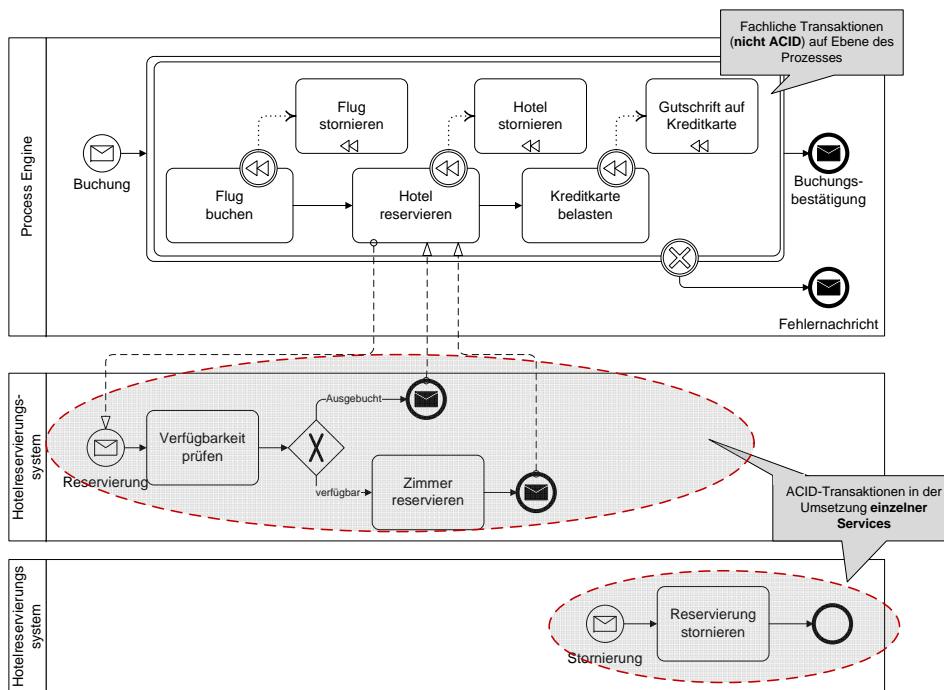 Fachliche Transaktionen
(nicht ACID) auf Ebene des
Prozesses
Process Engine
Buchung
Flug
stornieren
Hotel
stornieren
Gutschrift auf
Kreditkarte
Flug
buchen
Hotel
reservieren
Kreditkarte
belasten
Buchungs-
bestätigung
Fehlernachricht
Hotelreservierungs-
system
Reservierung
Verfügbarkeit
prüfen
Ausgebucht
verfügbar
Zimmer
reservieren
ACID-Transaktionen in der
Umsetzung einzelner
Services
Hotelreservierungs
system
Stornierung
Reservierung
stornieren